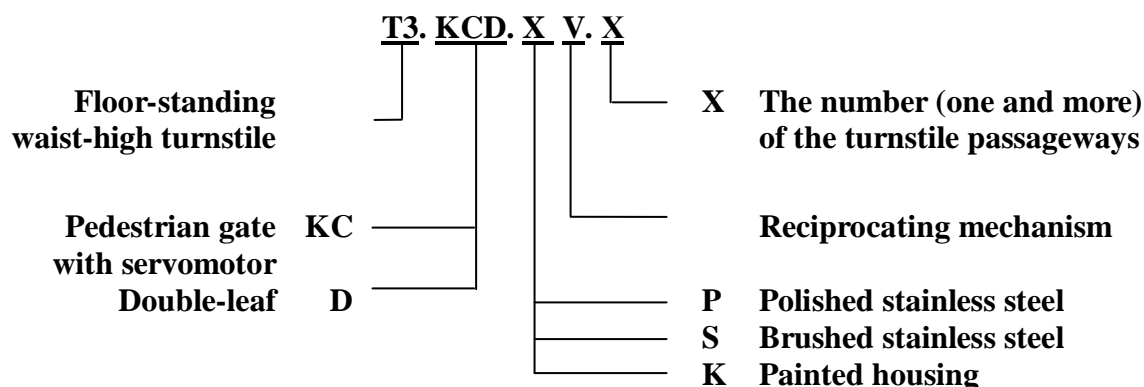 T3. KCD. X V. X
Floor-standing
waist-high turnstile
X The number (one and more)
of the turnstile passageways
Pedestrian gate KC
with servomotor
Reciprocating mechanism
Double-leaf D
P Polished stainless steel
S Brushed stainless steel
K Painted housing